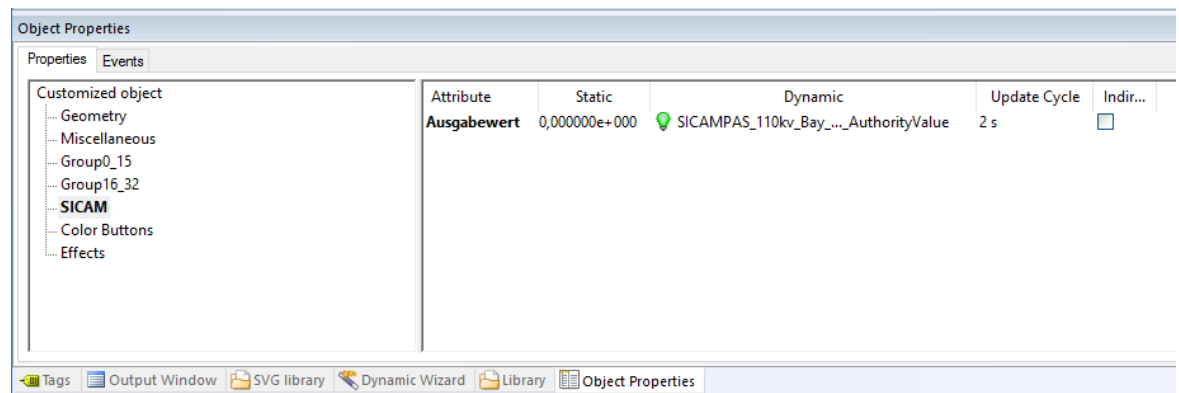 Object Properties
Properties Events
Customized object
Geometry
Miscellaneous
Group0_15
Group16_32
SICAM
Color Buttons
Effects
Attribute Static Dynamic Update Cycle Indir...
Ausgabewert 0,000000e+000 SICAMPAS_110kv_Bay_..._AuthorityValue 2 s
Tags Output Window SVG library Dynamic Wizard Library Object Properties